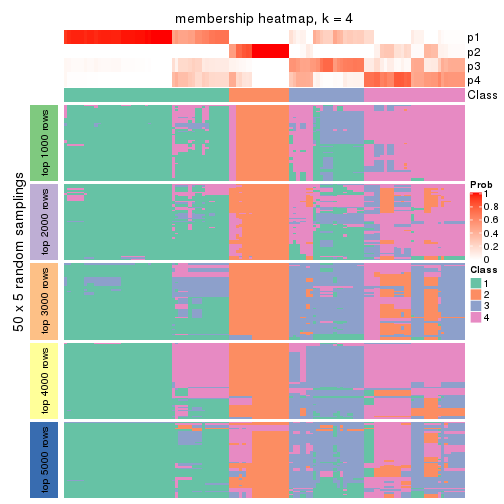 membership heatmap, k = 4
p1
p2
p3
p4
Class
50 x 5 random samplings
top 1000 rows
top 2000 rows
top 3000 rows
top 4000 rows
top 5000 rows
Prob
1
0.8
0.6
0.4
0.2
0
Class
1
2
3
4